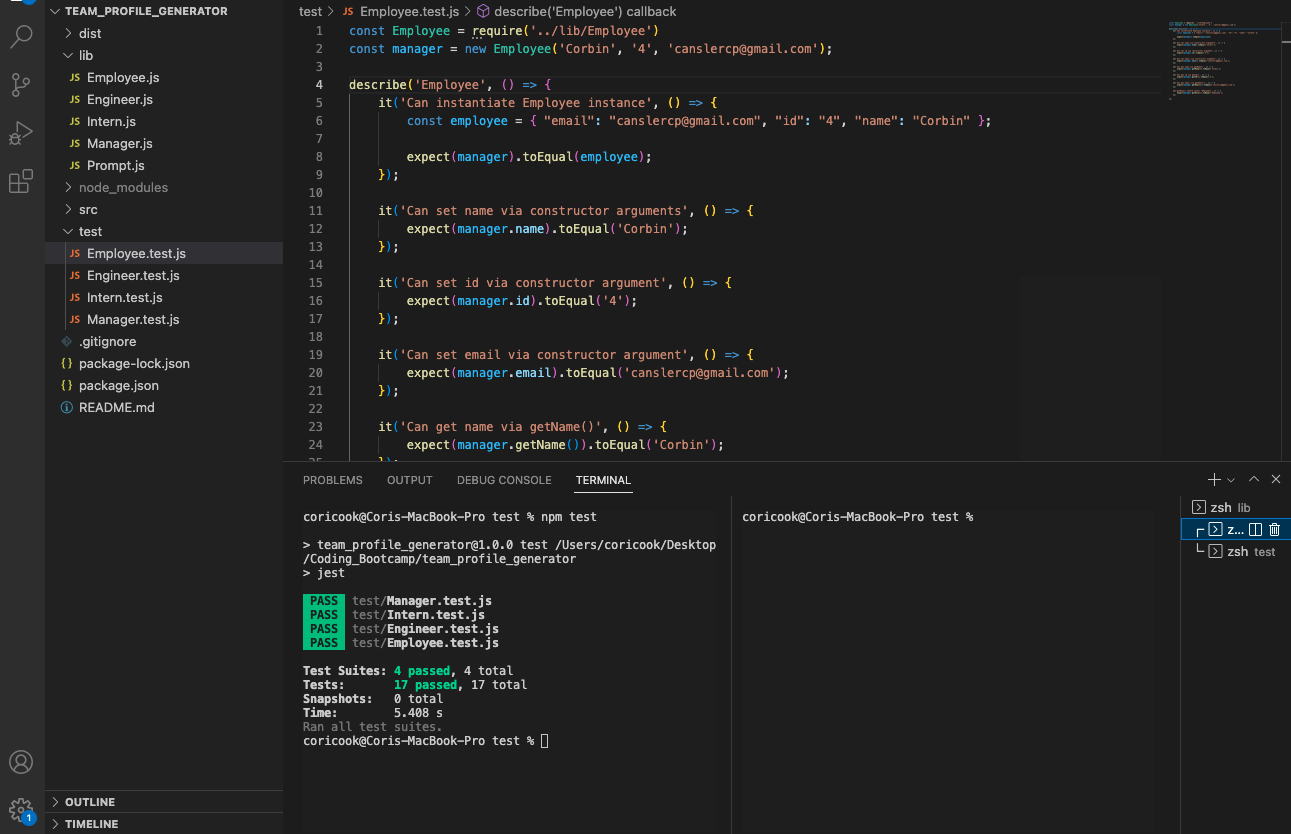 TEAM_PROFILE_GENERATOR
dist
lib
JS Employee.js
JS Engineer.js
JS Intern.js
JS Manager.js
JS Prompt.js
node_modules
src
test
JS Employee.test.js
JS Engineer.test.js
JS Intern.test.js
JS Manager.test.js
.gitignore
{} package-lock.json
{} package.json
README.md
OUTLINE
TIMELINE
1
test > JS Employee.test.js > describe('Employee') callback
1 const Employee = require('../lib/Employee')
2 const manager = new Employee('Corbin', '4', 'canslercp@gmail.com');
3
4 describe('Employee', () => {
5 it('Can instantiate Employee instance', () => {
6 const employee = { "email": "canslercp@gmail.com", "id": "4", "name": "Corbin" };
7
8 expect(manager).toEqual(employee);
9 });
10
11 it('Can set name via constructor arguments', () => {
12 expect(manager.name).toEqual('Corbin');
13 });
14
15 it('Can set id via constructor argument', () => {
16 expect(manager.id).toEqual('4');
17 });
18
19 it('Can set email via constructor argument', () => {
20 expect(manager.email).toEqual('canslercp@gmail.com');
21 });
22
23 it('Can get name via getName()', () => {
24 expect(manager.getName()).toEqual('Corbin');
25 });
PROBLEMS OUTPUT DEBUG CONSOLE TERMINAL
coricook@Coris-MacBook-Pro test % npm test
> team_profile_generator@1.0.0 test /Users/coricook/Desktop
/Coding_Bootcamp/team_profile_generator
> jest
PASS test/Manager.test.js
PASS test/Intern.test.js
PASS test/Engineer.test.js
PASS test/Employee.test.js
Test Suites: 4 passed, 4 total
Tests: 17 passed, 17 total
Snapshots: 0 total
Time: 5.408 s
Ran all test suites.
coricook@Coris-MacBook-Pro test %
coricook@Coris-MacBook-Pro test %
zsh lib
z...
zsh test